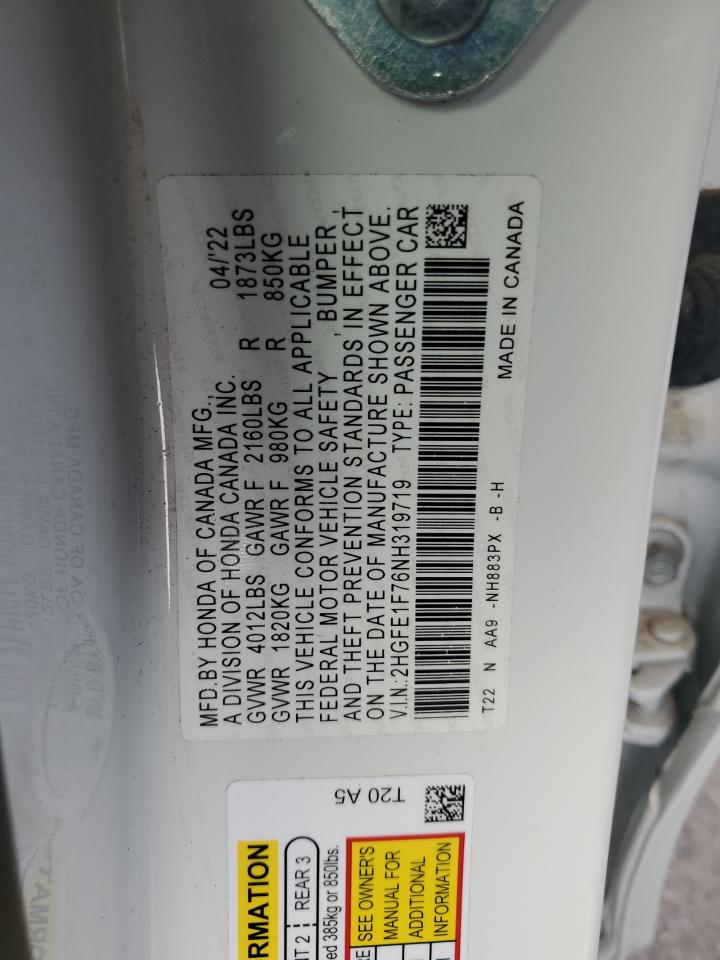 MFD.BY HONDA OF CANADA MFG.,
A DIVISION OF HONDA CANADA INC. 04/'22
GVWR 4012LBS GAWR F 2160LBS R 1873LBS
GVWR 1820KG GAWR F 980KG R 850KG
THIS VEHICLE CONFORMS TO ALL APPLICABLE
FEDERAL MOTOR VEHICLE SAFETY , BUMPER ,
AND THEFT PREVENTION STANDARDS IN EFFECT
ON THE DATE OF MANUFACTURE SHOWN ABOVE.
V.I.N.:2HGFE1F76NH319719 TYPE: PASSENGER CAR
T22 N AA9 -NH883PX -B -H
MADE IN CANADA
T20 A5
RMATION
NT 2 REAR 3
ed 385kg or 850lbs.
SEE OWNER'S
MANUAL FOR
ADDITIONAL
INFORMATION